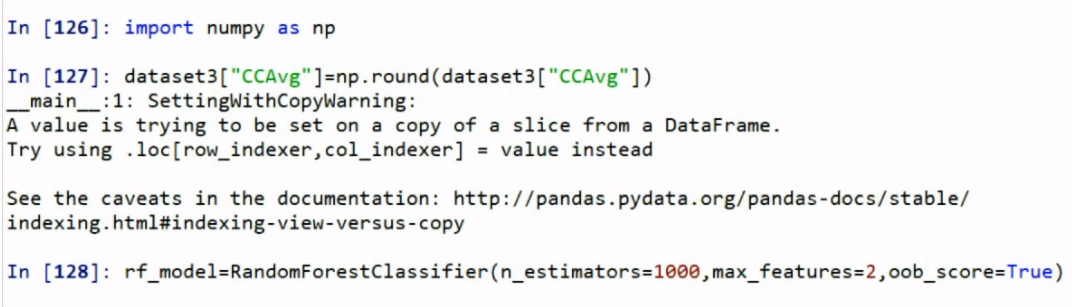 In [126]: import numpy as np
In [127]: dataset3["CCAvg"]=np.round(dataset3["CCAvg"])
__main__:1: SettingWithCopyWarning:
A value is trying to be set on a copy of a slice from a DataFrame.
Try using .loc[row_indexer,col_indexer] = value instead
See the caveats in the documentation: http://pandas.pydata.org/pandas-docs/stable/
indexing.html#indexing-view-versus-copy
In [128]: rf_model=RandomForestClassifier(n_estimators=1000,max_features=2,oob_score=True)